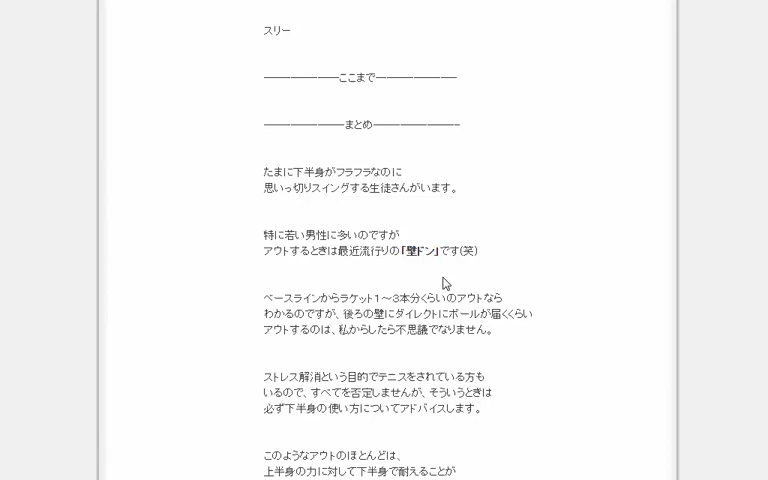 スリー
――――――ここまで――――――
――――――まとめ――――――–
たまに下半身がフラフラなのに
思いっ切りスイングする生徒さんがいます。
特に若い男性に多いのですが
アウトするときは最近流行りの「壁ドン」です(笑)
ベースラインからラケット1～3本分くらいのアウトなら
わかるのですが、後ろの壁にダイレクトにボールが届くくらい
アウトするのは、私からしたら不思議でなりません。
ストレス解消という目的でテニスをされている方も
いるので、すべてを否定しませんが、そういうときは
必ず下半身の使い方についてアドバイスします。
このようなアウトのほとんどは、
上半身の力に対して下半身で耐えることが